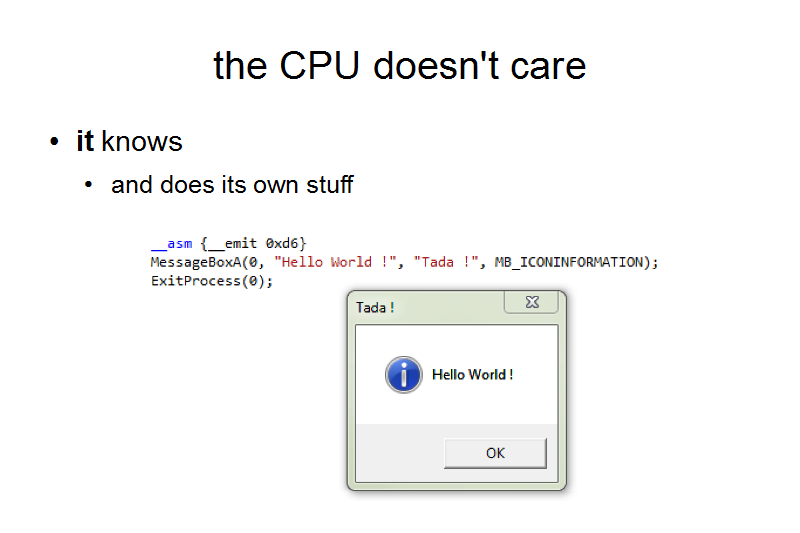 the CPU doesn't care
• it knows
• and does its own stuff
__asm {__emit 0xd6}
MessageBoxA(0, "Hello World !", "Tada !", MB_ICONINFORMATION);
ExitProcess(0);
Tada !
Hello World !
OK